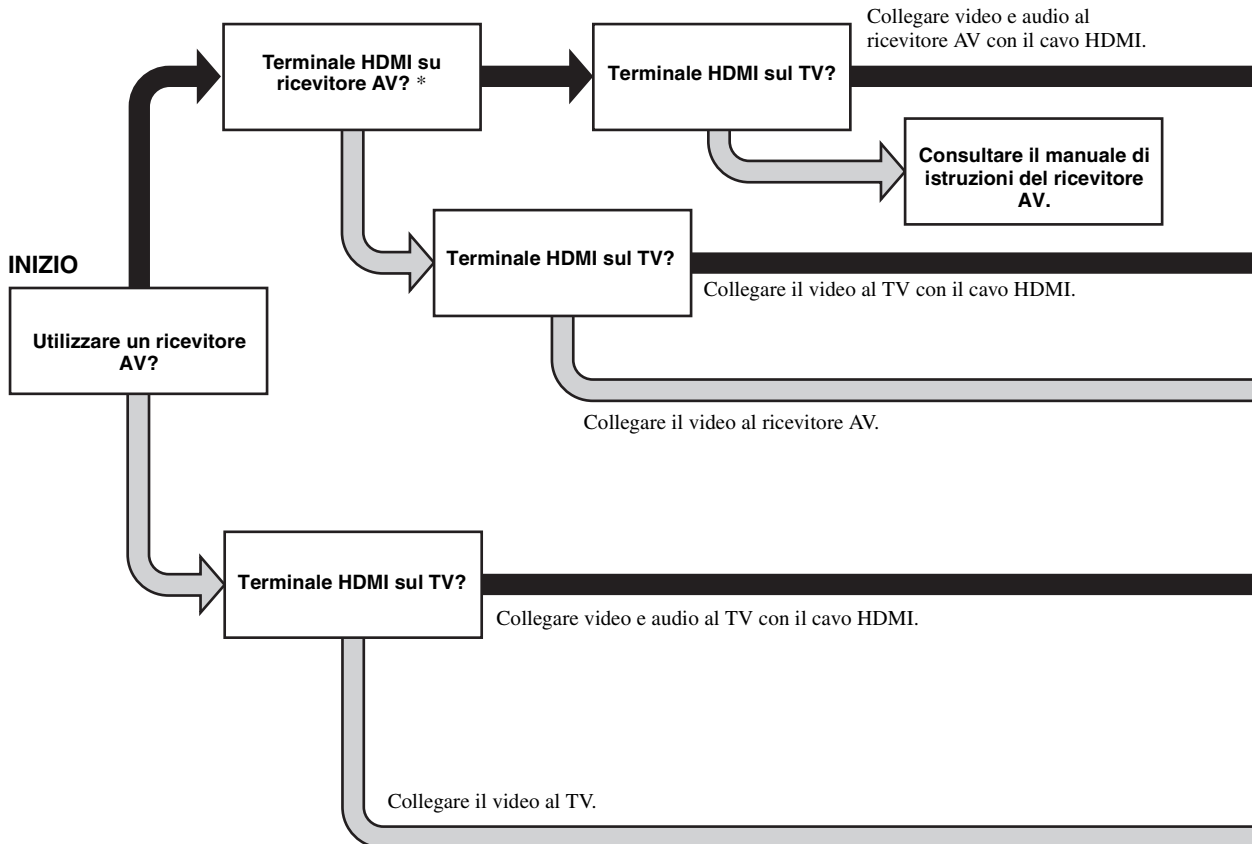 Collegare video e audio al
ricevitore AV con il cavo HDMI.
Terminale HDMI su
ricevitore AV? *
Terminale HDMI sul TV?
Consultare il manuale di
istruzioni del ricevitore
AV.
Terminale HDMI sul TV?
INIZIO
Collegare il video al TV con il cavo HDMI.
Utilizzare un ricevitore
AV?
Collegare il video al ricevitore AV.
Terminale HDMI sul TV?
Collegare video e audio al TV con il cavo HDMI.
Collegare il video al TV.